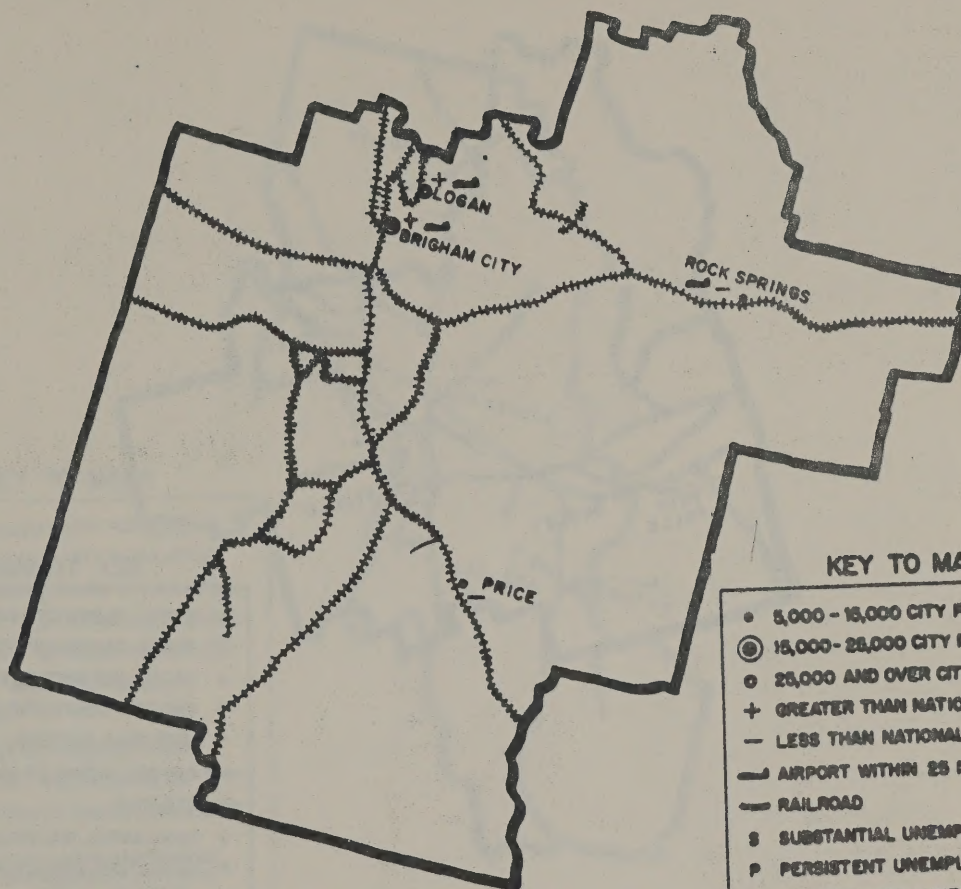 +
LOGAN
+
BRIGHAM CITY
ROCK SPRINGS
–
S
P – PRICE
KEY TO MA
5,000 - 15,000 CITY P
15,000 - 25,000 CITY
25,000 AND OVER CIT
+ GREATER THAN NATIO
– LESS THAN NATIONAL
AIRPORT WITHIN 25
RAILROAD
S SUBSTANTIAL UNEMP
P PERSISTENT UNEMPL